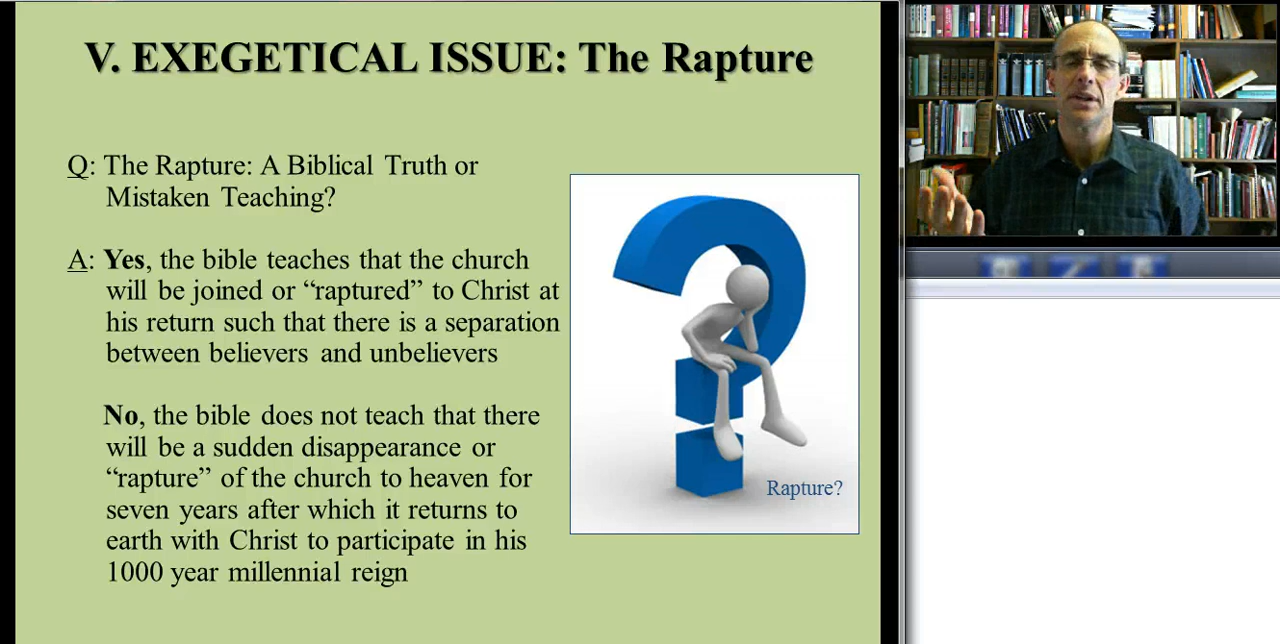 V. EXEGETICAL ISSUE: The Rapture
Q: The Rapture: A Biblical Truth or
Mistaken Teaching?
A: Yes, the bible teaches that the church
will be joined or “raptured” to Christ at
his return such that there is a separation
between believers and unbelievers
No, the bible does not teach that there
will be a sudden disappearance or
“rapture” of the church to heaven for
seven years after which it returns to
earth with Christ to participate in his
1000 year millennial reign
Rapture?